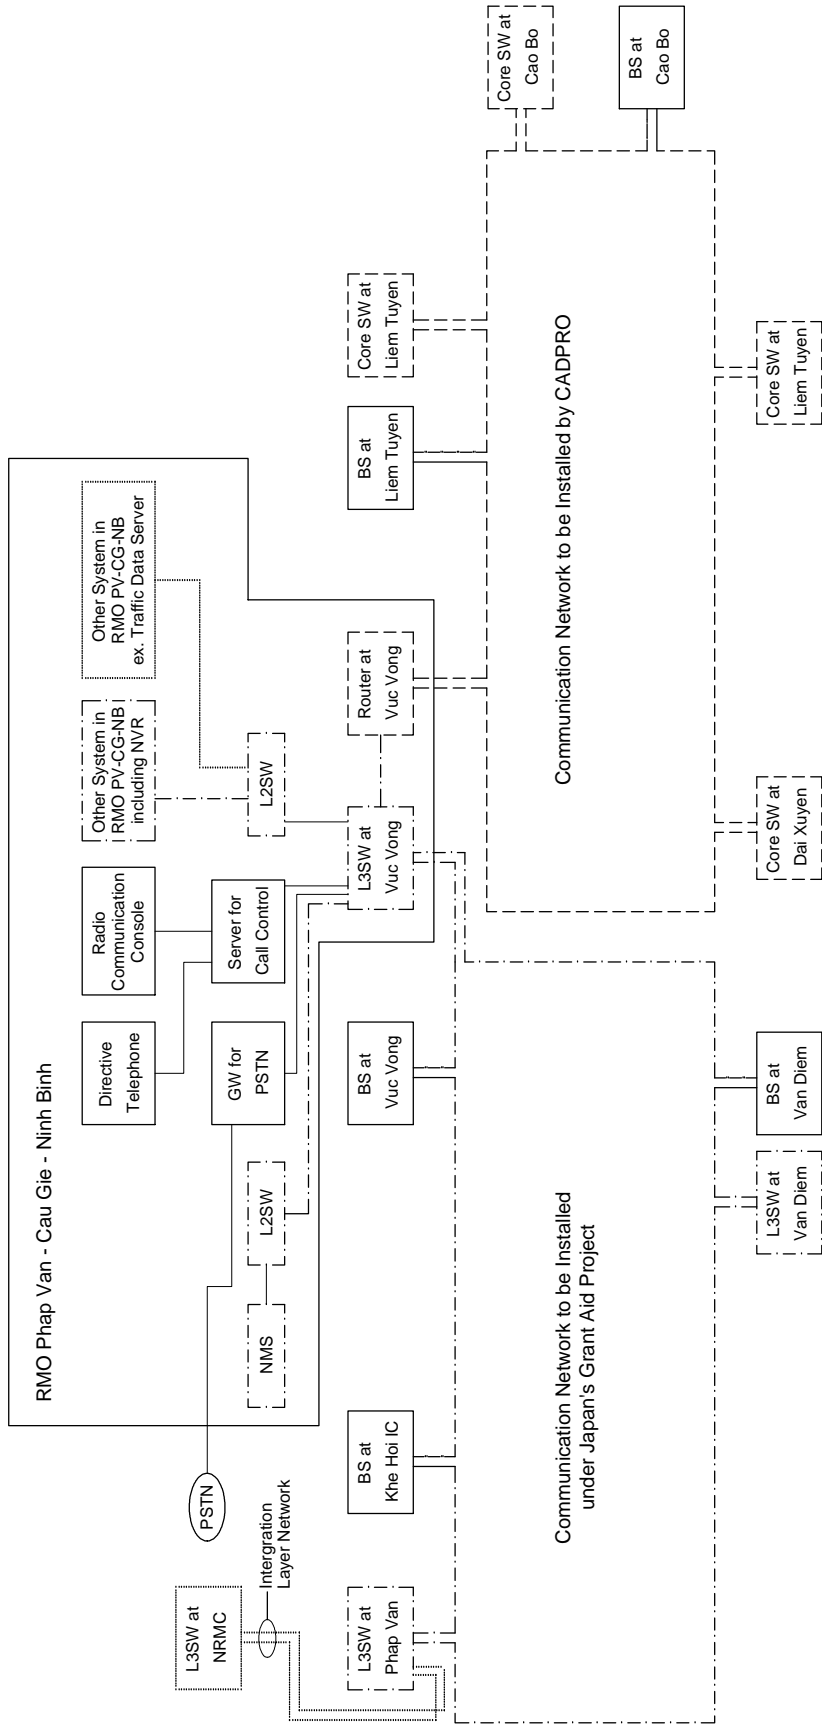 RMO Phap Van - Cau Gie - Ninh Binh
L3SW at
NRMC
Intergration
Layer Network
PSTN
NMS
L2SW
GW for
PSTN
Directive
Telephone
Radio
Communication
Console
Server for
Call Control
Other System in
RMO PV-CG-NB
including NVR
Other System in
RMO PV-CG-NB
ex. Traffic Data Server
L2SW
L3SW at
Phap Van
BS at
Khe Hoi IC
BS at
Vuc Vong
L3SW at
Vuc Vong
Router at
Vuc Vong
BS at
Liem Tuyen
Core SW at
Liem Tuyen
Core SW at
Cao Bo
BS at
Cao Bo
Communication Network to be Installed
under Japan's Grant Aid Project
Communication Network to be Installed by CADPRO
L3SW at
Van Diem
BS at
Van Diem
Core SW at
Dai Xuyen
Core SW at
Liem Tuyen